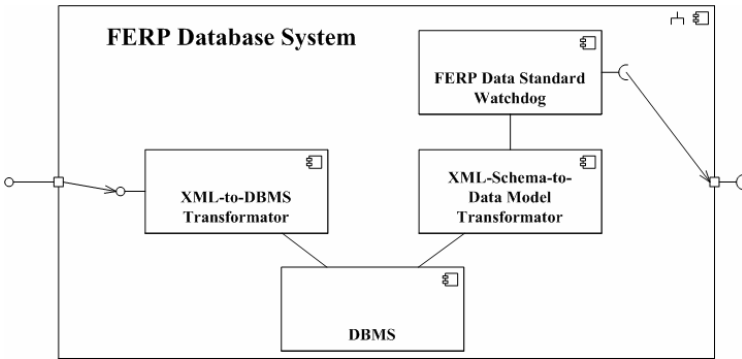 FERP Database System
FERP Data Standard
Watchdog
XML-to-DBMS
Transformator
XML-Schema-to-
Data Model
Transformator
DBMS